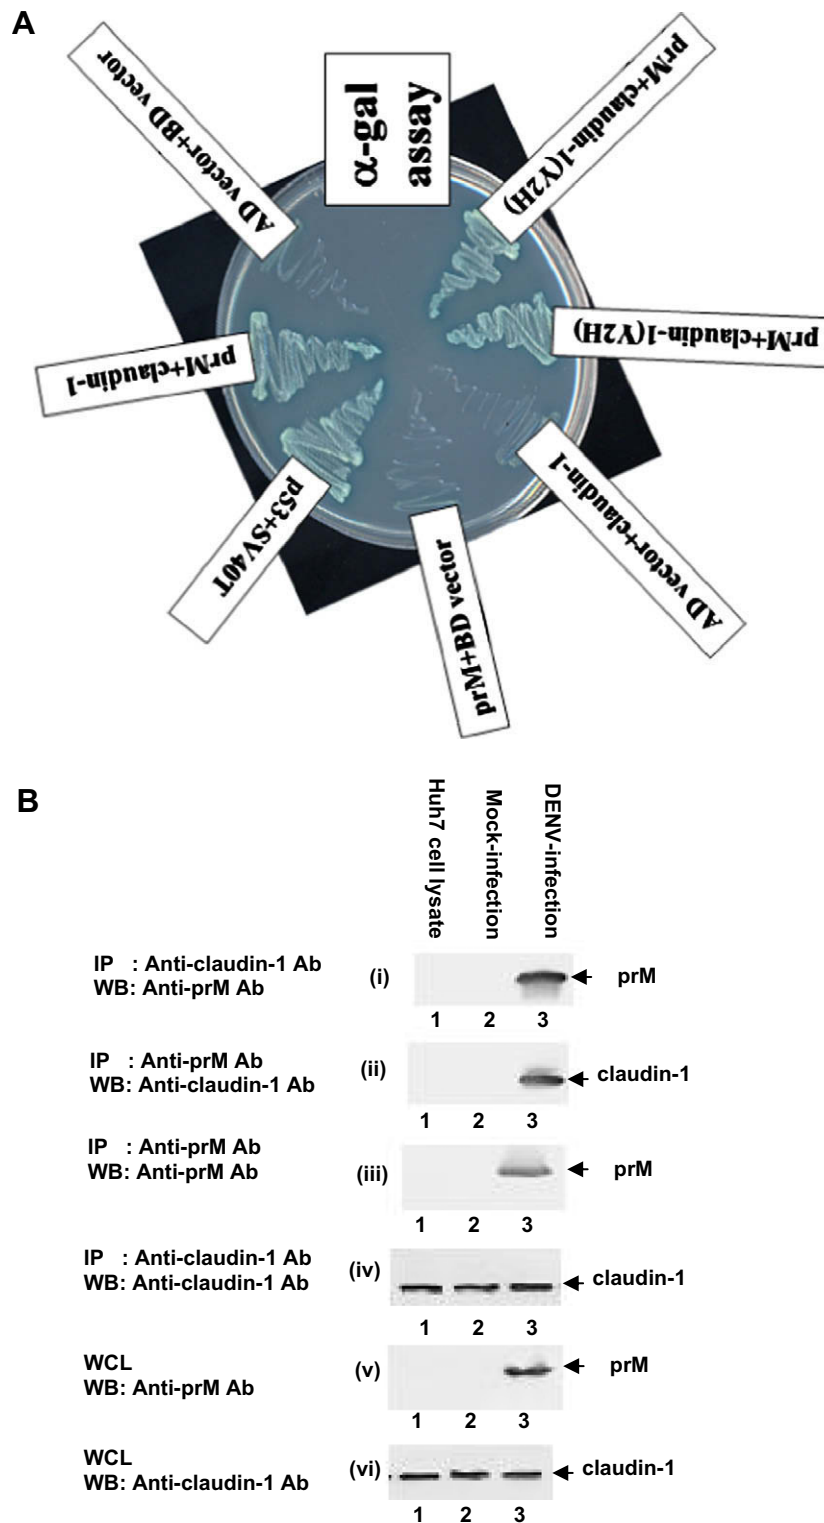 A
α-gal
assay
AD vector+BD vector
prM+claudin-1(Y2H)
prM+claudin-1(Y2H)
prM+claudin-1
AD vector+claudin-1
p53+SV40T
prM+BD vector
B
Huh7 cell lysate
Mock-infection
DENV-infection
IP : Anti-claudin-1 Ab
WB: Anti-prM Ab
(i)
prM
1 2 3
IP : Anti-prM Ab
WB: Anti-claudin-1 Ab
(ii)
claudin-1
1 2 3
IP : Anti-prM Ab
WB: Anti-prM Ab
(iii)
prM
1 2 3
IP : Anti-claudin-1 Ab
WB: Anti-claudin-1 Ab
(iv)
claudin-1
1 2 3
WCL
WB: Anti-prM Ab
(v)
prM
1 2 3
WCL
WB: Anti-claudin-1 Ab
(vi)
claudin-1
1 2 3